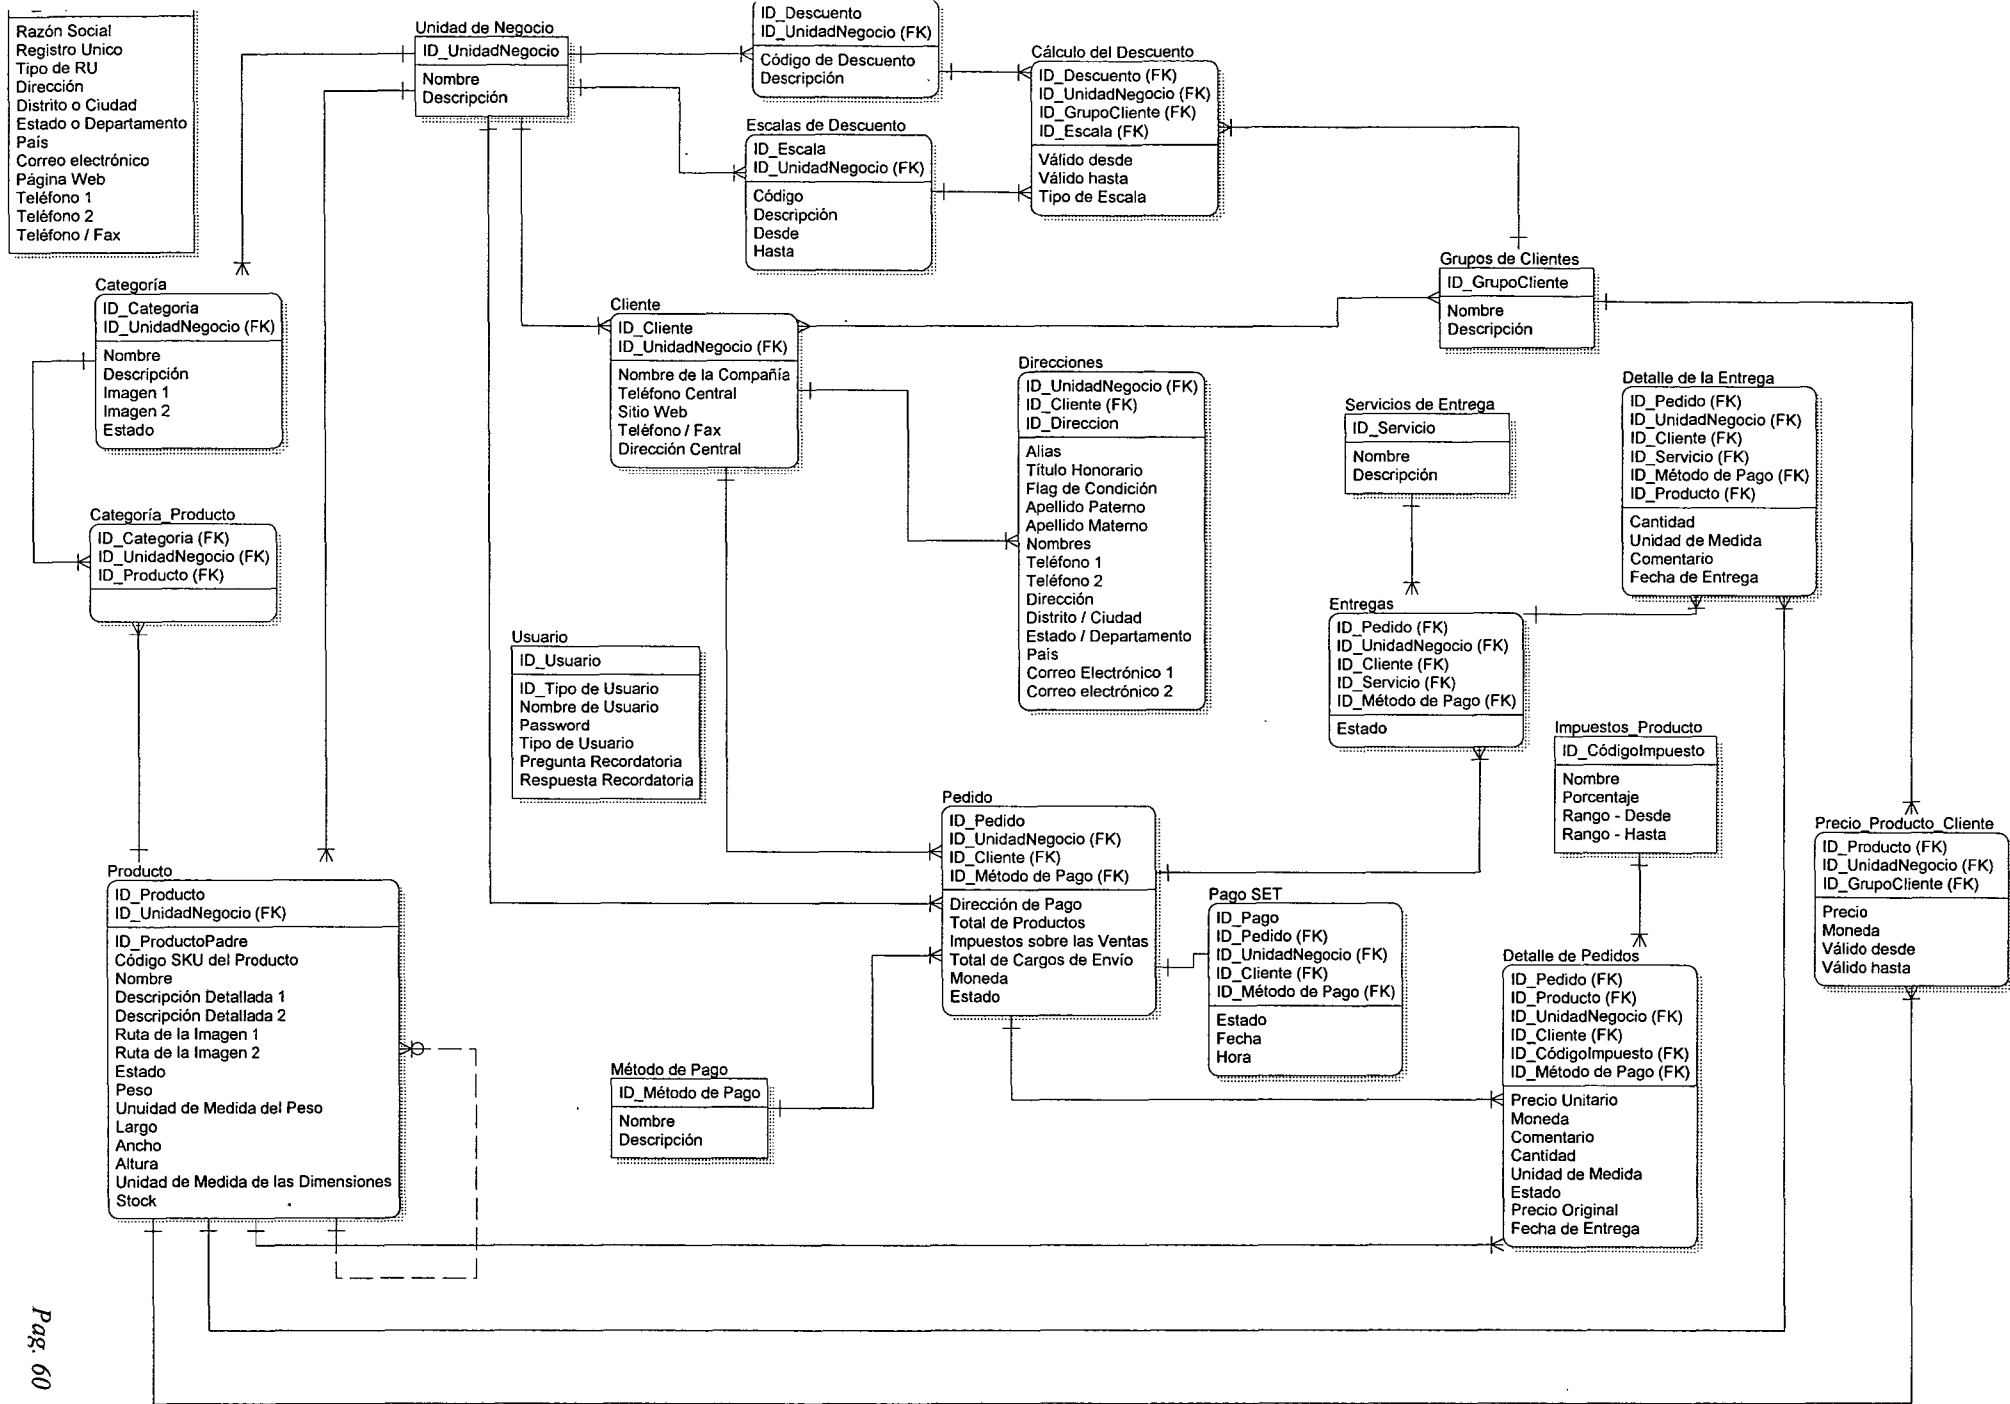 Razón Social
Registro Unico
Tipo de RU
Dirección
Distrito o Ciudad
Estado o Departamento
País
Correo electrónico
Página Web
Teléfono 1
Teléfono 2
Teléfono / Fax
Unidad de Negocio
ID_UnidadNegocio
Nombre
Descripción
ID_Descuento
ID_UnidadNegocio (FK)
Código de Descuento
Descripción
Cálculo del Descuento
ID_Descuento (FK)
ID_UnidadNegocio (FK)
ID_GrupoCliente (FK)
ID_Escala (FK)
Válido desde
Válido hasta
Tipo de Escala
Escalas de Descuento
ID_Escala
ID_UnidadNegocio (FK)
Código
Descripción
Desde
Hasta
Grupos de Clientes
ID_GrupoCliente
Nombre
Descripción
Categoría
ID_Categoria
ID_UnidadNegocio (FK)
Nombre
Descripción
Imagen 1
Imagen 2
Estado
Cliente
ID_Cliente
ID_UnidadNegocio (FK)
Nombre de la Compañía
Teléfono Central
Sitio Web
Teléfono / Fax
Dirección Central
Direcciones
ID_UnidadNegocio (FK)
ID_Cliente (FK)
ID_Direccion
Alias
Título Honorario
Flag de Condición
Apellido Paterno
Apellido Materno
Nombres
Teléfono 1
Teléfono 2
Dirección
Distrito / Ciudad
Estado / Departamento
País
Correo Electrónico 1
Correo electrónico 2
Servicios de Entrega
ID_Servicio
Nombre
Descripción
Detalle de la Entrega
ID_Pedido (FK)
ID_UnidadNegocio (FK)
ID_Cliente (FK)
ID_Servicio (FK)
ID_Método de Pago (FK)
ID_Producto (FK)
Cantidad
Unidad de Medida
Comentario
Fecha de Entrega
Categoría_Producto
ID_Categoria (FK)
ID_UnidadNegocio (FK)
ID_Producto (FK)
Entregas
ID_Pedido (FK)
ID_UnidadNegocio (FK)
ID_Cliente (FK)
ID_Servicio (FK)
ID_Método de Pago (FK)
Estado
Usuario
ID_Usuario
ID_Tipo de Usuario
Nombre de Usuario
Password
Tipo de Usuario
Pregunta Recordatoria
Respuesta Recordatoria
Impuestos_Producto
ID_CódigoImpuesto
Nombre
Porcentaje
Rango - Desde
Rango - Hasta
Pedido
ID_Pedido
ID_UnidadNegocio (FK)
ID_Cliente (FK)
ID_Método de Pago (FK)
Dirección de Pago
Total de Productos
Impuestos sobre las Ventas
Total de Cargos de Envío
Moneda
Estado
Precio_Producto_Cliente
ID_Producto (FK)
ID_UnidadNegocio (FK)
ID_GrupoCliente (FK)
Precio
Moneda
Válido desde
Válido hasta
Producto
ID_Producto
ID_UnidadNegocio (FK)
ID_ProductoPadre
Código SKU del Producto
Nombre
Descripción Detallada 1
Descripción Detallada 2
Ruta de la Imagen 1
Ruta de la Imagen 2
Estado
Peso
Unuidad de Medida del Peso
Largo
Ancho
Altura
Unidad de Medida de las Dimensiones
Stock
Pago SET
ID_Pago
ID_Pedido (FK)
ID_UnidadNegocio (FK)
ID_Cliente (FK)
ID_Método de Pago (FK)
Estado
Fecha
Hora
Detalle de Pedidos
ID_Pedido (FK)
ID_Producto (FK)
ID_UnidadNegocio (FK)
ID_Cliente (FK)
ID_CódigoImpuesto (FK)
ID_Método de Pago (FK)
Precio Unitario
Moneda
Comentario
Cantidad
Unidad de Medida
Estado
Precio Original
Fecha de Entrega
Método de Pago
ID_Método de Pago
Nombre
Descripción
Pag. 60